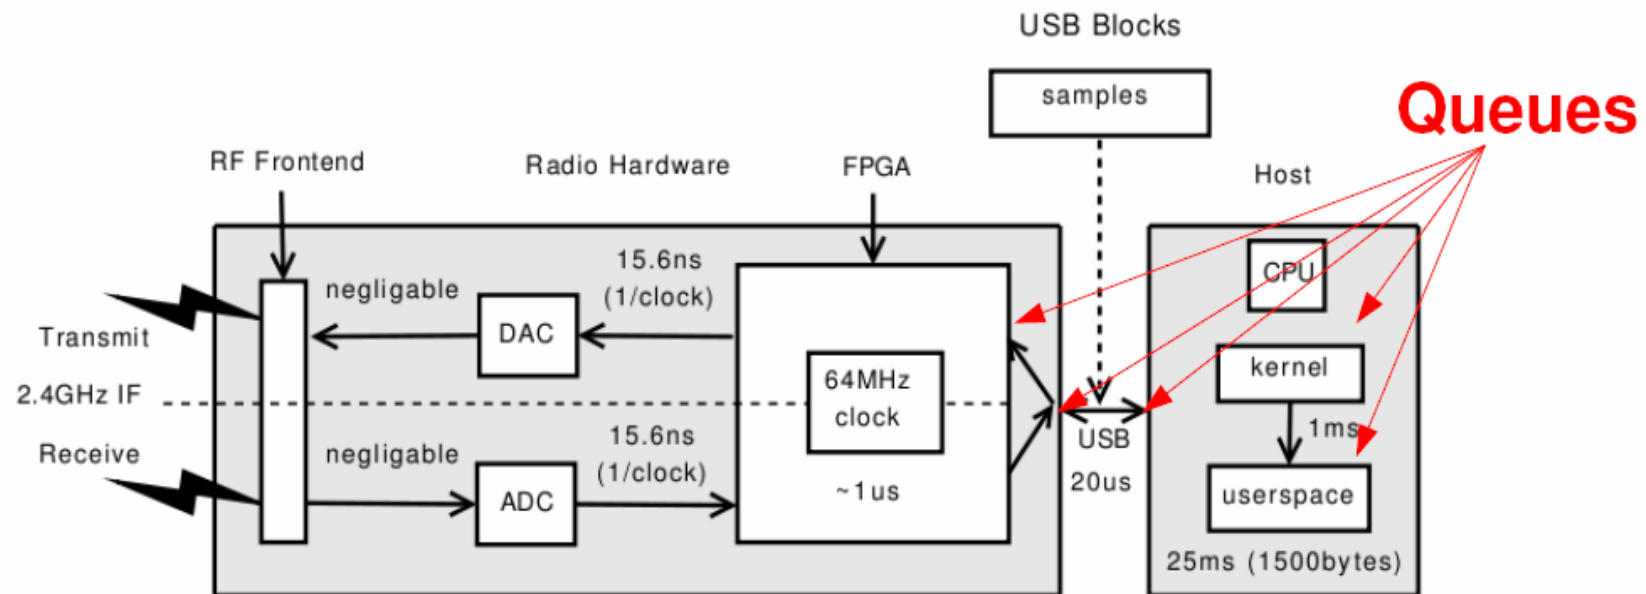 USB Blocks
samples
Queues
RF Frontend
Radio Hardware
FPGA
Host
negligable
15.6ns
(1/clock)
DAC
CPU
Transmit
2.4GHz IF
64MHz
clock
kernel
Receive
negligable
15.6ns
(1/clock)
ADC
~1us
USB
20us
1ms
userspace
25ms (1500bytes)